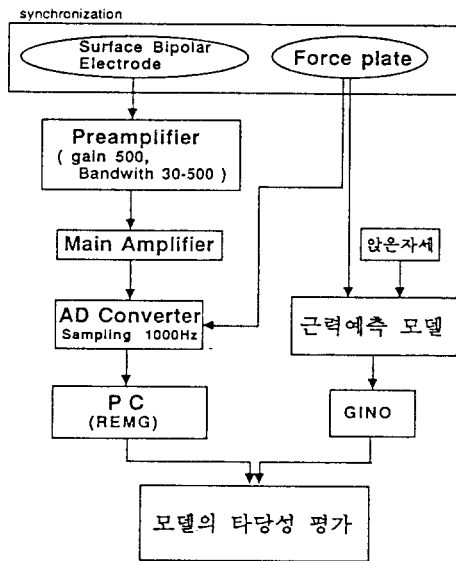 synchronization
Surface Bipolar
Electrode
Force plate
Preamplifier
( gain 500,
Bandwith 30-500 )
Main Amplifier
앉은자세
AD Converter
Sampling 1000Hz
근력예측 모델
P C
(REMG)
GINO
모델의 타당성 평가